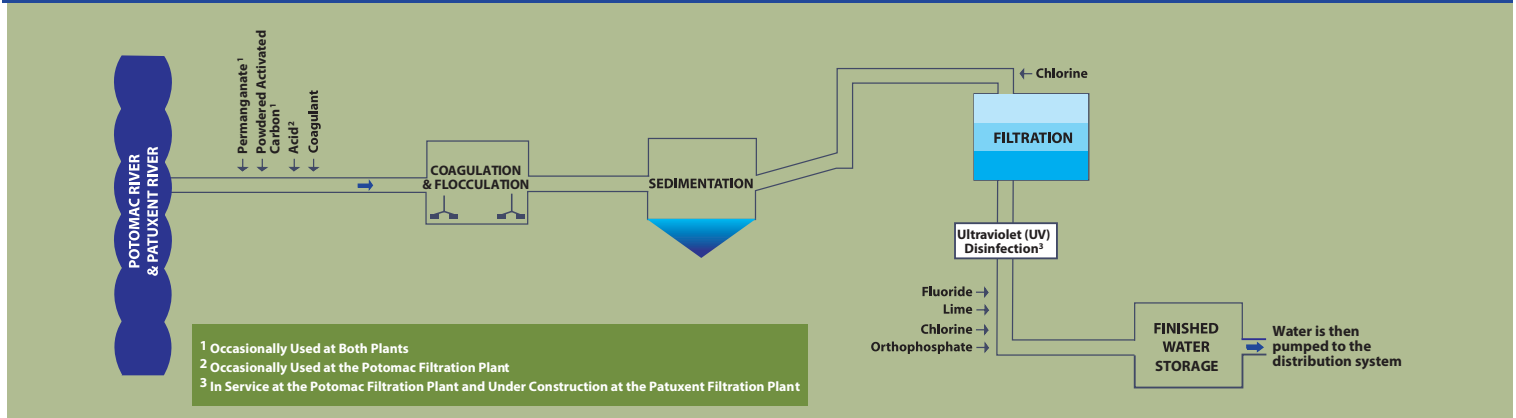 POTOMAC RIVER
& PATUXENT RIVER
Permanganate¹
Powdered Activated
Carbon¹
Acid²
Coagulant
COAGULATION
& FLOCCULATION
SEDIMENTATION
Chlorine
FILTRATION
Ultraviolet (UV)
Disinfection³
Fluoride
Lime
Chlorine
Orthophosphate
FINISHED
WATER
STORAGE
Water is then
pumped to the
distribution system
¹ Occasionally Used at Both Plants
² Occasionally Used at the Potomac Filtration Plant
³ In Service at the Potomac Filtration Plant and Under Construction at the Patuxent Filtration Plant